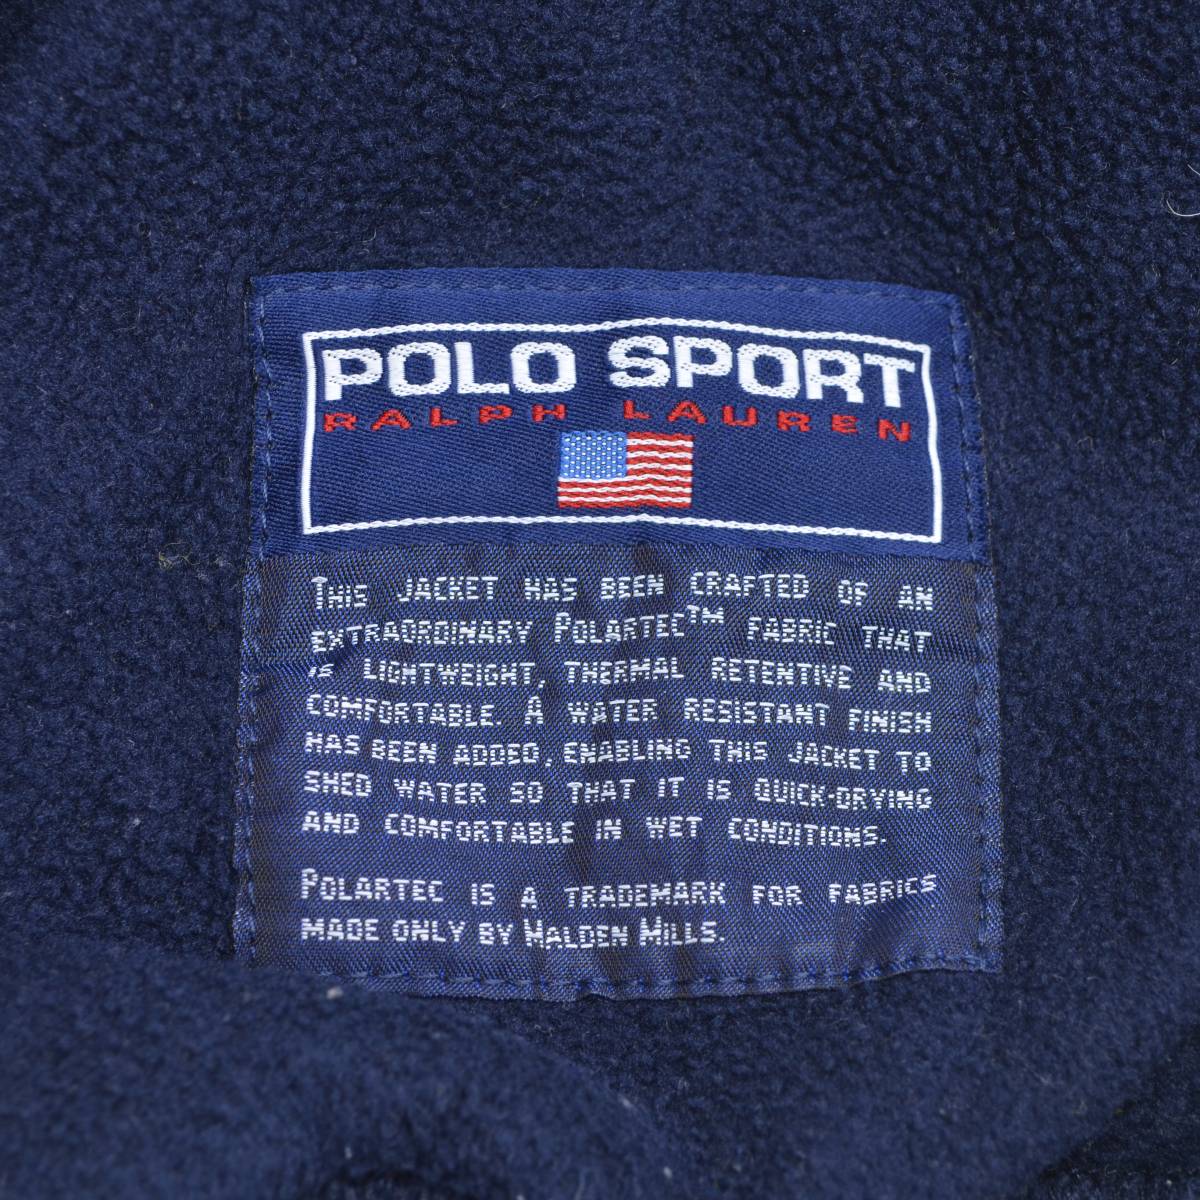 POLO SPORT
RALPH LAUREN
THIS JACKET HAS BEEN CRAFTED OF AN
EXTRAORDINARY POLARTEC™ FABRIC THAT
IS LIGHTWEIGHT, THERMAL RETENTIVE AND
COMFORTABLE. A WATER RESISTANT FINISH
HAS BEEN ADDED, ENABLING THIS JACKET TO
SHED WATER SO THAT IT IS QUICK-DRYING
AND COMFORTABLE IN WET CONDITIONS.
POLARTEC IS A TRADEMARK FOR FABRICS
MADE ONLY BY MALDEN MILLS.